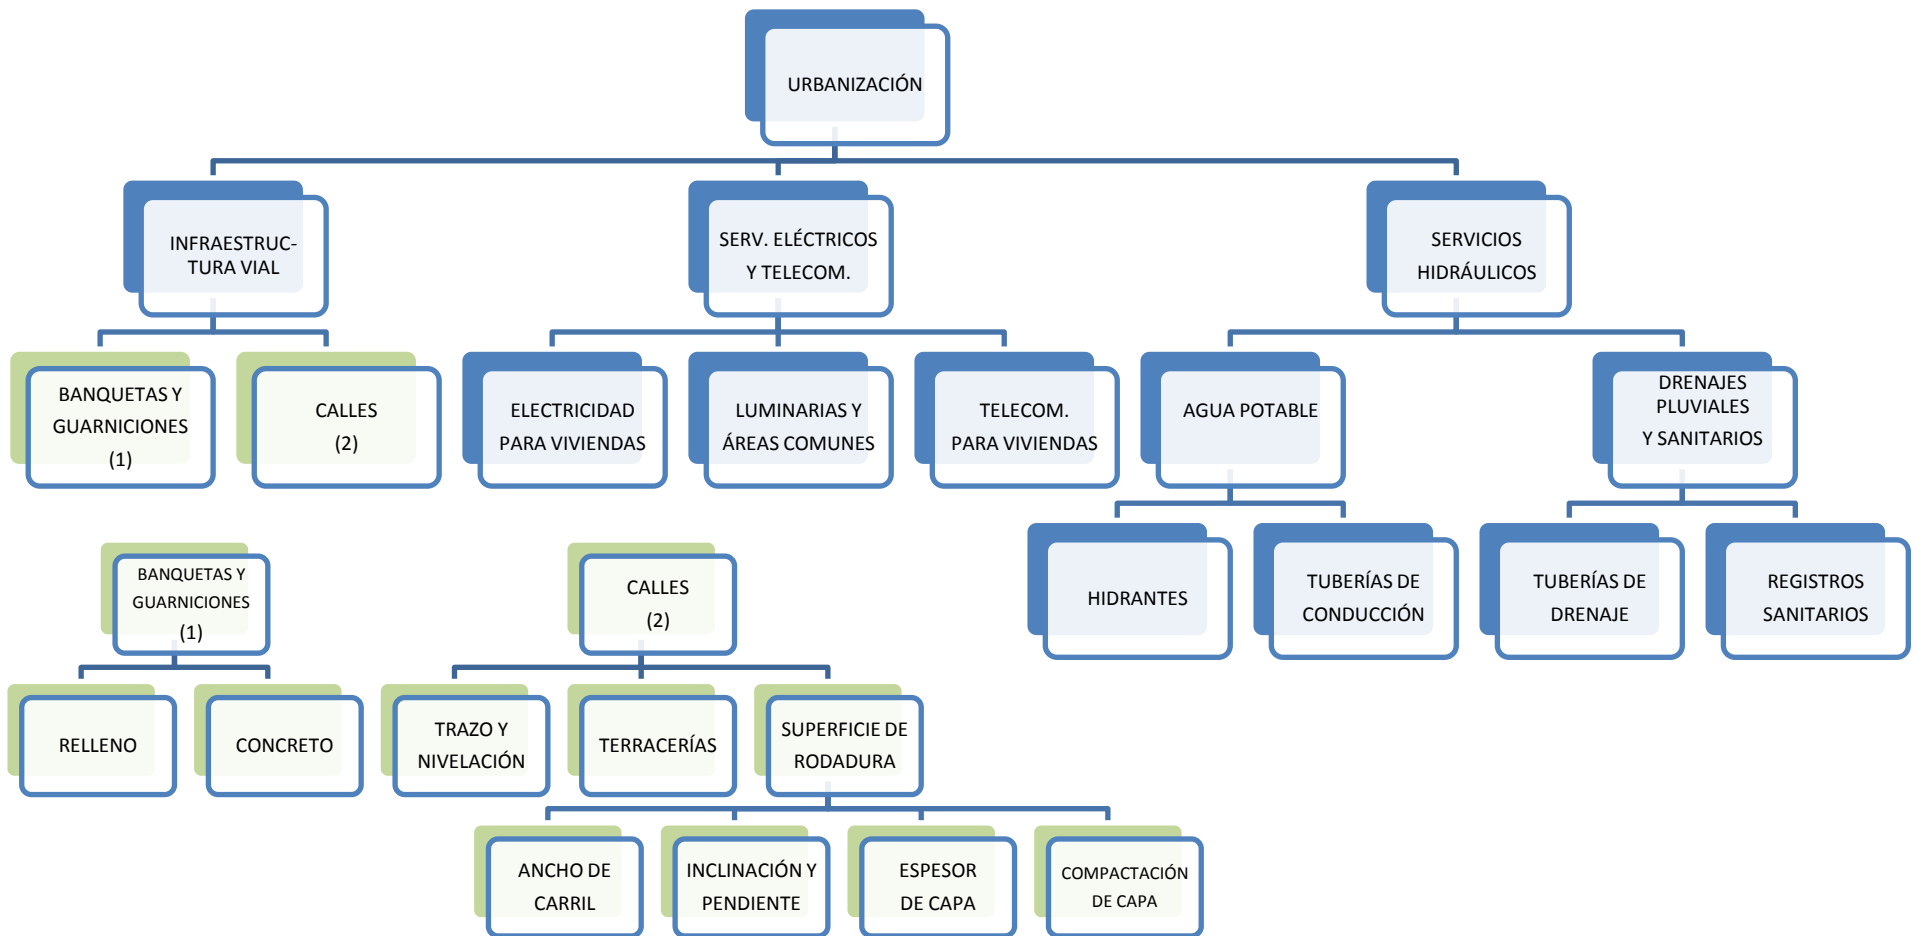 URBANIZACIÓN
INFRAESTRUC-
TURA VIAL
SERV. ELÉCTRICOS
Y TELECOM.
SERVICIOS
HIDRÁULICOS
BANQUETAS Y
GUARNICIONES
(1)
CALLES
(2)
ELECTRICIDAD
PARA VIVIENDAS
LUMINARIAS Y
ÁREAS COMUNES
TELECOM.
PARA VIVIENDAS
AGUA POTABLE
DRENAJES
PLUVIALES
Y SANITARIOS
HIDRANTES
TUBERÍAS DE
CONDUCCIÓN
TUBERÍAS DE
DRENAJE
REGISTROS
SANITARIOS
BANQUETAS Y
GUARNICIONES
(1)
CALLES
(2)
RELLENO
CONCRETO
TRAZO Y
NIVELACIÓN
TERRACERÍAS
SUPERFICIE DE
RODADURA
ANCHO DE
CARRIL
INCLINACIÓN Y
PENDIENTE
ESPESOR
DE CAPA
COMPACTACIÓN
DE CAPA